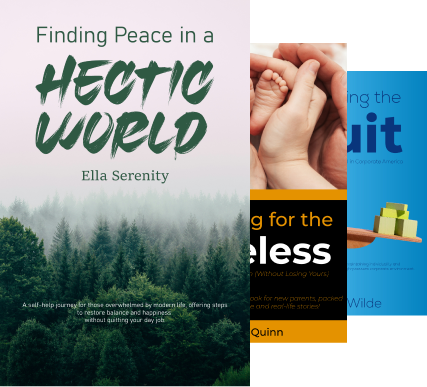 Finding Peace in a
HECTIC
WORLD
Ella Serenity
A self-help journey for those overwhelmed by modern life, offering steps
to restore balance and happiness
without quitting your day job.
g for the
eless
(Without Losing Yours)
ook for new parents, packed
e and real-life stories!
Quinn
ing the
uit
Wilde